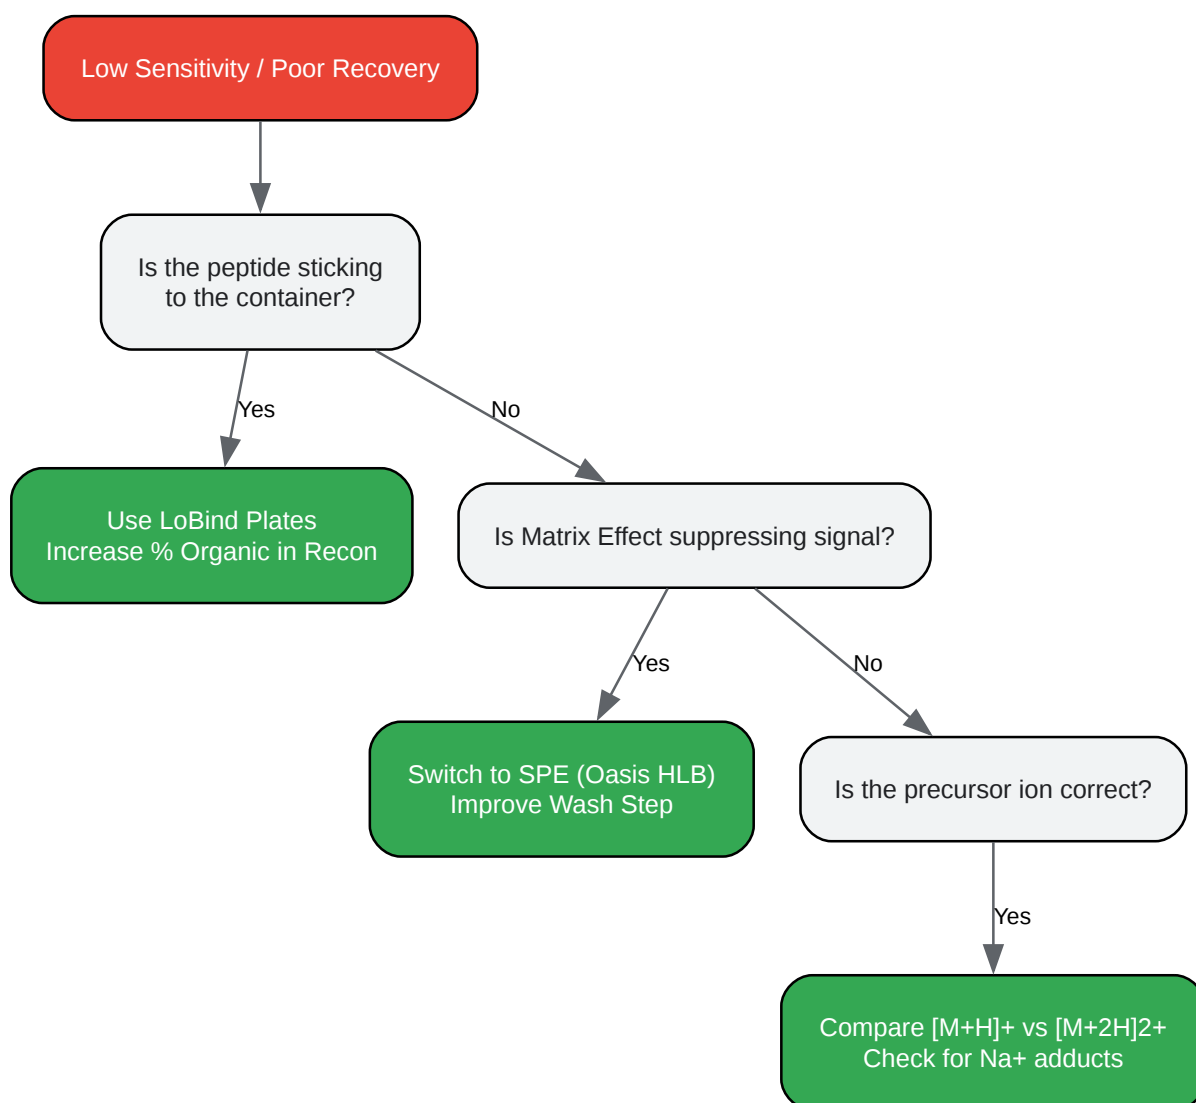 Low Sensitivity / Poor Recovery
Is the peptide sticking
to the container?
Yes
No
Use LoBind Plates
Increase % Organic in Recon
Is Matrix Effect suppressing signal?
Yes
No
Switch to SPE (Oasis HLB)
Improve Wash Step
Is the precursor ion correct?
Yes
Compare [M+H]+ vs [M+2H]2+
Check for Na+ adducts